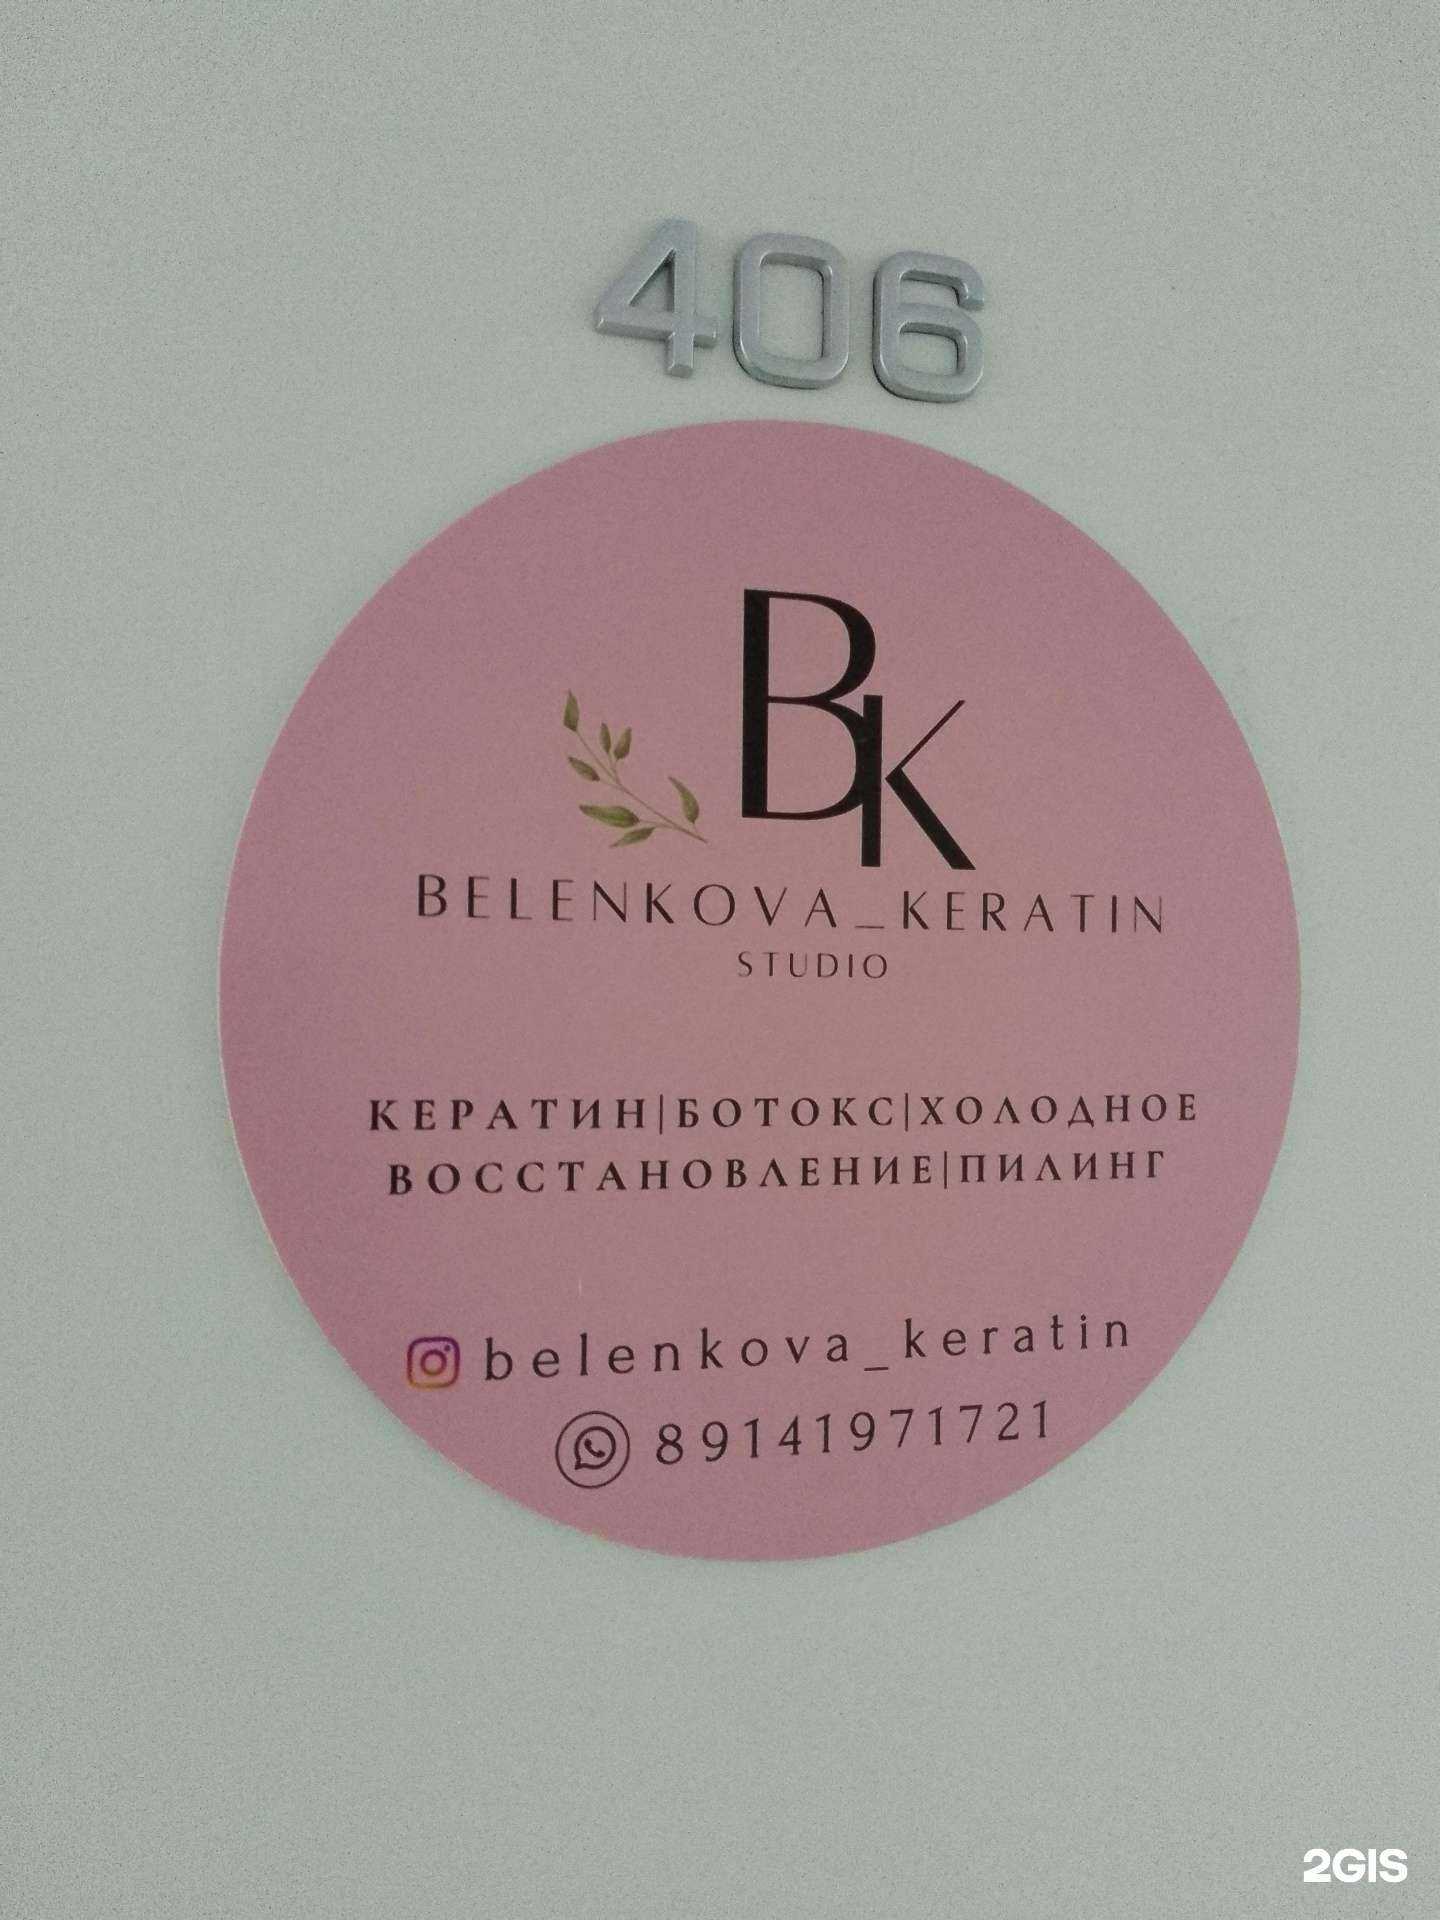 406
BK
BELENKOVA_KERATIN
STUDIO
КЕРАТИН|БОТОКС|ХОЛОДНОЕ
ВОССТАНОВЛЕНИЕ|ПИЛИНГ
belenkova_keratin
89141971721
2GIS